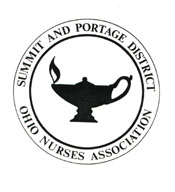 SUMMIT AND PORTAGE DISTRICT
OHIO NURSES ASSOCIATION